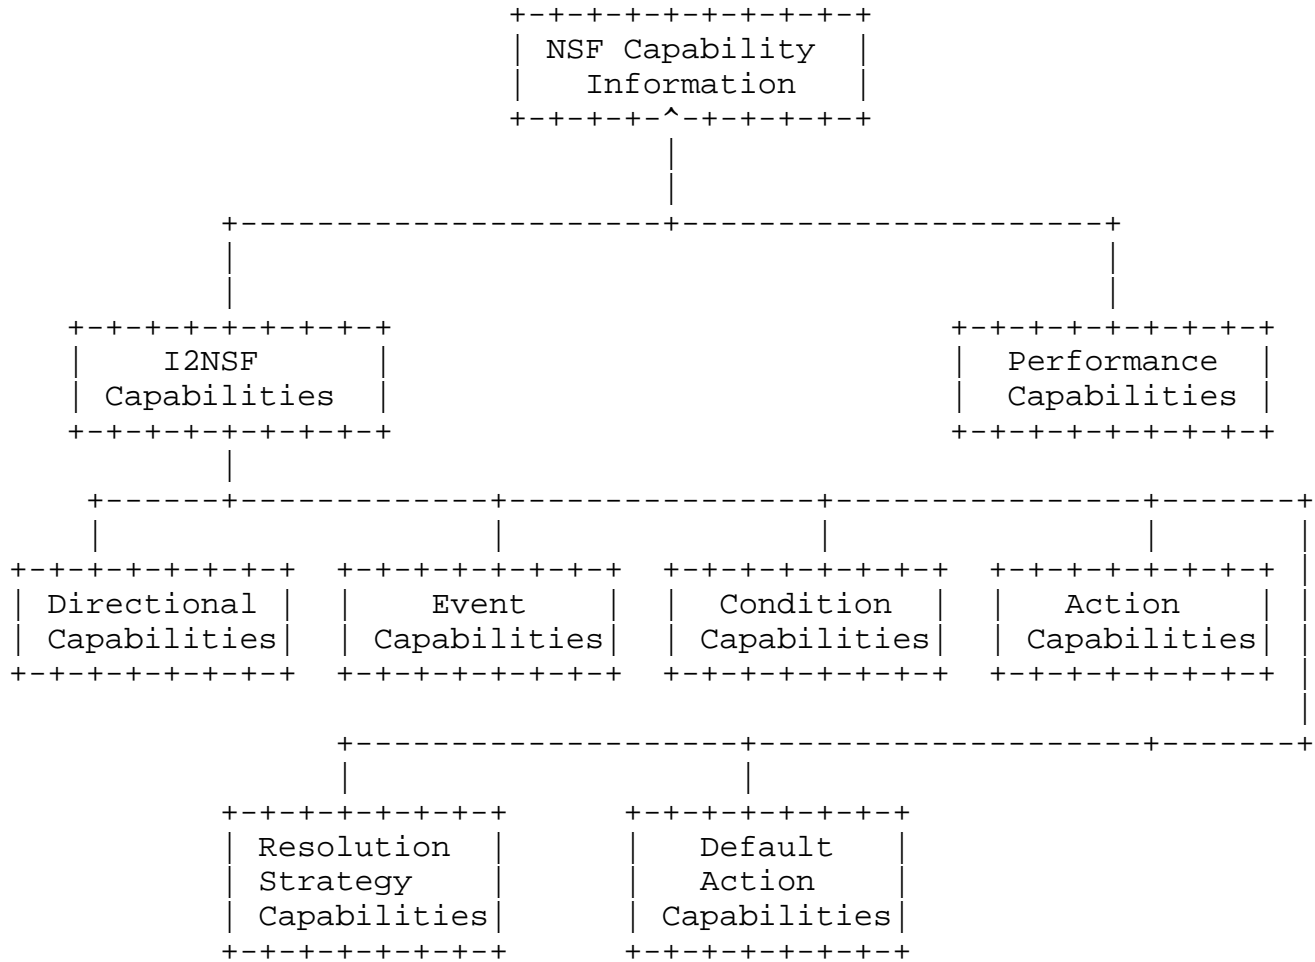 NSF Capability
Information
I2NSF Performance
Capabilities Capabilities
Directional Event Condition Action
Capabilities Capabilities Capabilities Capabilities
Resolution Default
Strategy Action
Capabilities Capabilities